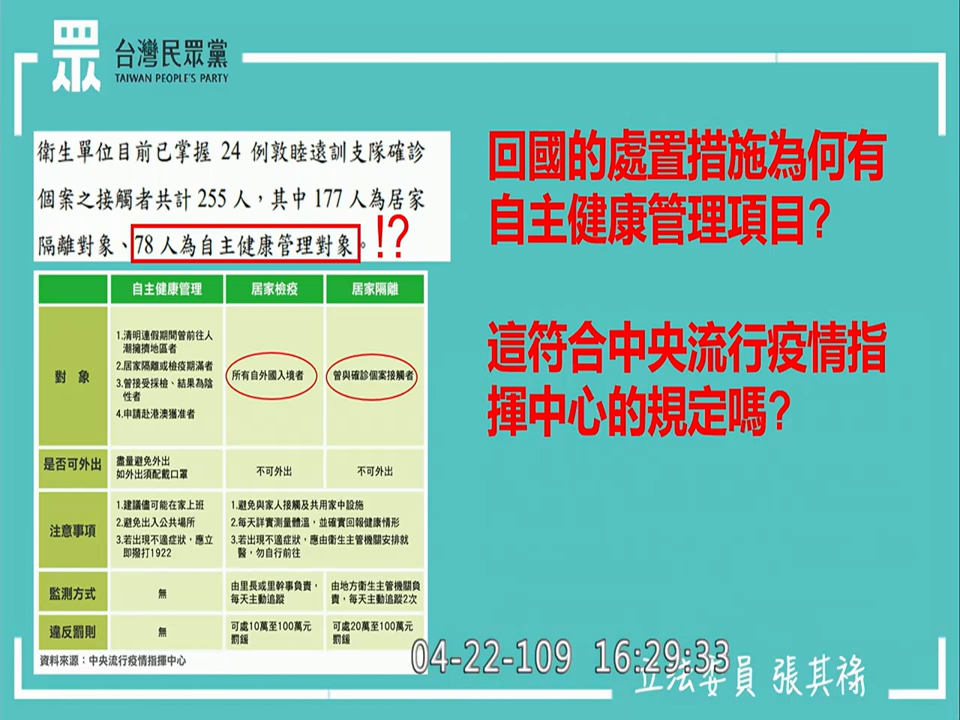 眾 台灣民眾黨
TAIWAN PEOPLE'S PARTY
衛生單位目前已掌握 24 例敦睦遠訓支隊確診
個案之接觸者共計 255 人，其中 177 人為居家
隔離對象、78 人為自主健康管理對象。
!?
回國的處置措施為何有
自主健康管理項目?
這符合中央流行疫情指
揮中心的規定嗎?
自主健康管理 居家檢疫 居家隔離
對 象
1.清明連假期間曾前往人
潮擁擠地區者
2.居家隔離或檢疫期滿者
3.曾接受採檢、結果為陰
性者
4.申請赴港澳獲准者
所有自外國入境者
曾與確診個案接觸者
是否可外出
盡量避免外出
如外出須配戴口罩
不可外出
不可外出
注意事項
1.建議儘可能在家上班
2.避免出入公共場所
3.若出現不適症狀，應立
即撥打1922
1.避免與家人接觸及共用家中設施
2.每天詳實測量體溫，並確實回報健康情形
3.若出現不適症狀，應由衛生主管機關安排就
醫，勿自行前往
監測方式
無
由里長或里幹事負責，
每天主動追蹤
由地方衛生主管機關負
責，每天主動追蹤2次
違反罰則
無
可處10萬至100萬元
罰鍰
可處20萬至100萬元
罰鍰
資料來源：中央流行疫情指揮中心
04-22-109 16:29:33
立法委員 張其祿